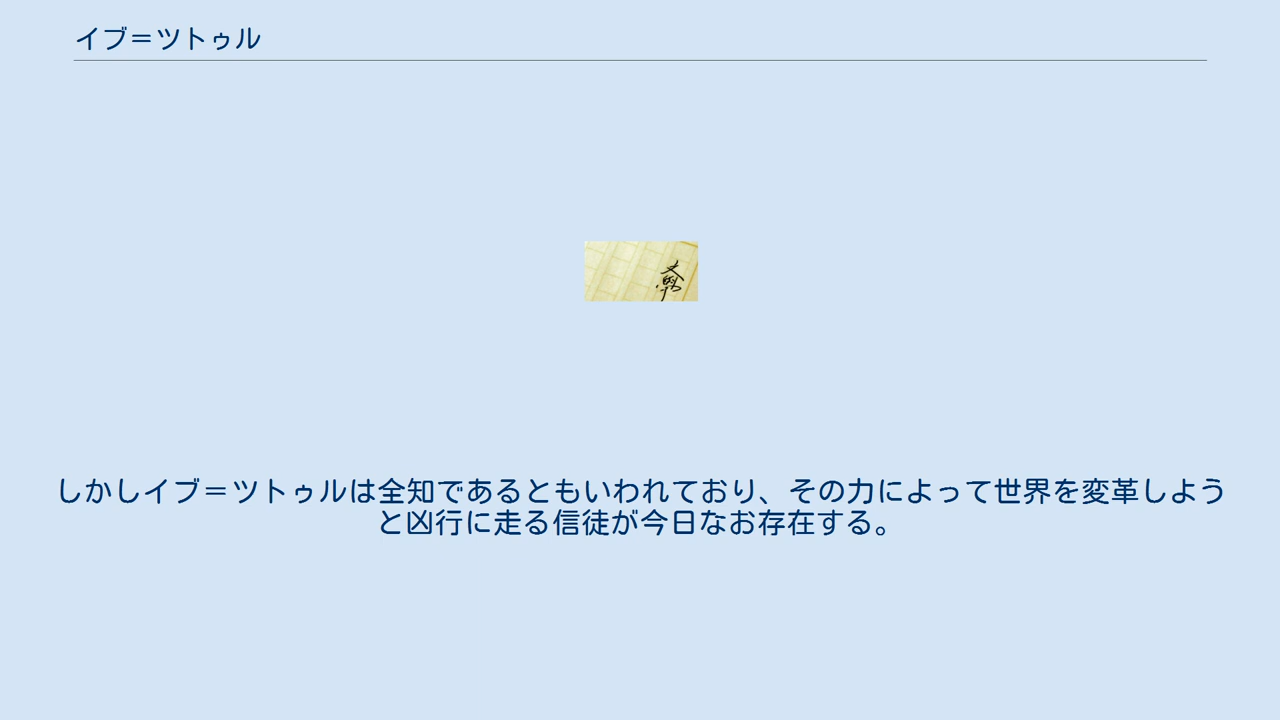 イブ＝ツトゥル
しかしイブ＝ツトゥルは全知であるともいわれており、その力によって世界を変革しよう
と凶行に走る信徒が今日なお存在する。